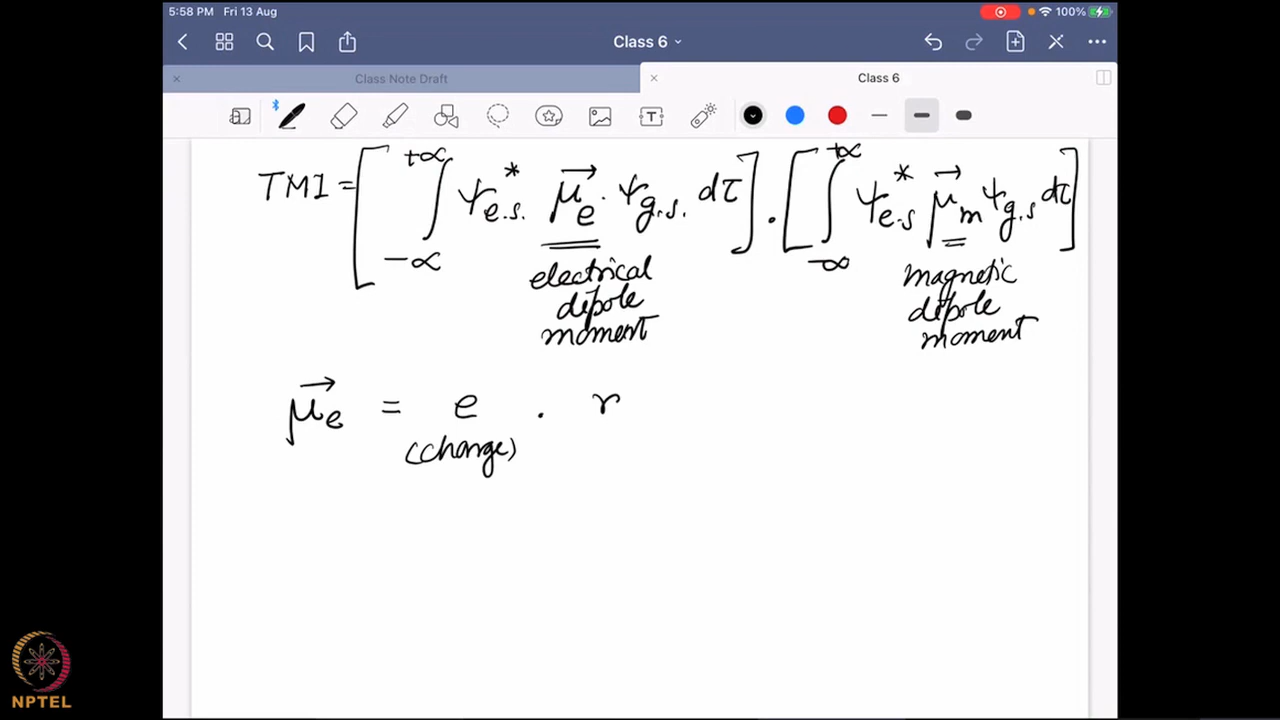 5:58 PM Fri 13 Aug 100%
Class 6
Class Note Draft Class 6
TMI = [ ∫ +∝ -∝ ψ*e.s. μ⃗e . ψg.s. dτ ] . [ ∫ +∝ -∞ ψ*e.s μ⃗m ψg.s dτ ]
electrical dipole moment
magnetic dipole moment
μ⃗e = e . r
(charge)
NPTEL